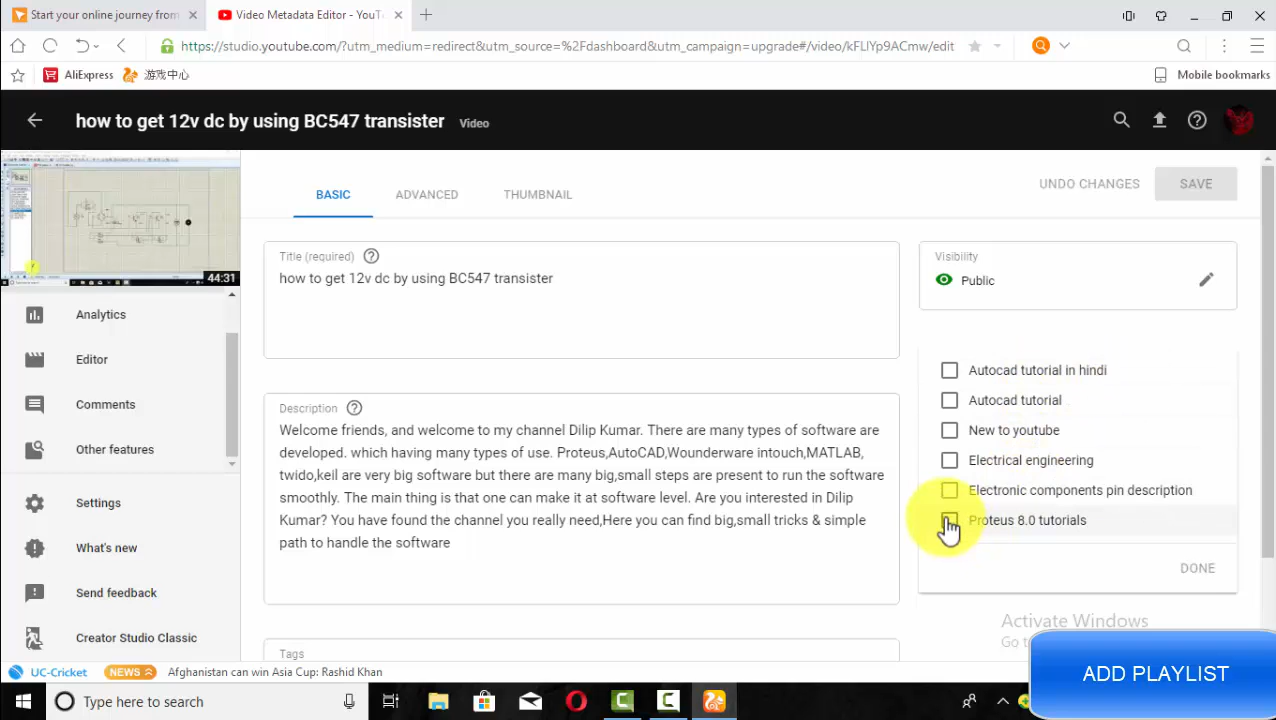 Start your online journey from
Video Metadata Editor - YouT
https://studio.youtube.com/?utm_medium=redirect&utm_source=%2Fdashboard&utm_campaign=upgrade#/video/kFLlYp9ACmw/edit
AliExpress
游戏中心
Mobile bookmarks
how to get 12v dc by using BC547 transister Video
44:31
BASIC ADVANCED THUMBNAIL
UNDO CHANGES SAVE
Title (required)
how to get 12v dc by using BC547 transister
Visibility
Public
Analytics
Editor
Comments
Other features
Settings
What's new
Send feedback
Creator Studio Classic
Description
Welcome friends, and welcome to my channel Dilip Kumar. There are many types of software are
developed. which having many types of use. Proteus,AutoCAD,Wounderware intouch,MATLAB,
twido,keil are very big software but there are many big,small steps are present to run the software
smoothly. The main thing is that one can make it at software level. Are you interested in Dilip
Kumar? You have found the channel you really need,Here you can find big,small tricks & simple
path to handle the software
Autocad tutorial in hindi
Autocad tutorial
New to youtube
Electrical engineering
Electronic components pin description
Proteus 8.0 tutorials
DONE
Tags
Activate Windows
Go to
ADD PLAYLIST
UC-Cricket NEWS Afghanistan can win Asia Cup: Rashid Khan
Type here to search